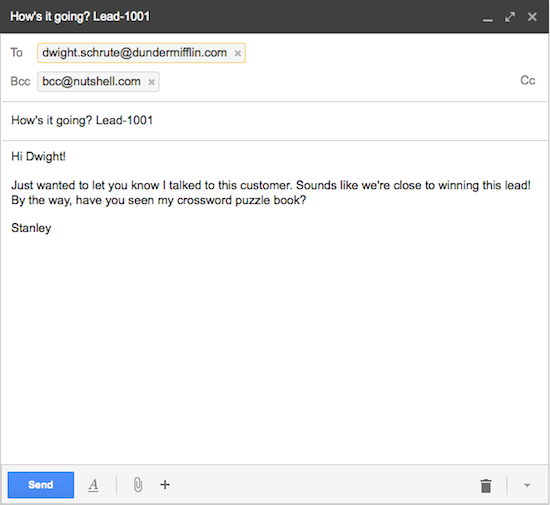 How's it going? Lead-1001
To dwight.schrute@dundermifflin.com ×
Bcc bcc@nutshell.com × Cc
How's it going? Lead-1001
Hi Dwight!
Just wanted to let you know I talked to this customer. Sounds like we're close to winning this lead!
By the way, have you seen my crossword puzzle book?
Stanley
Send A